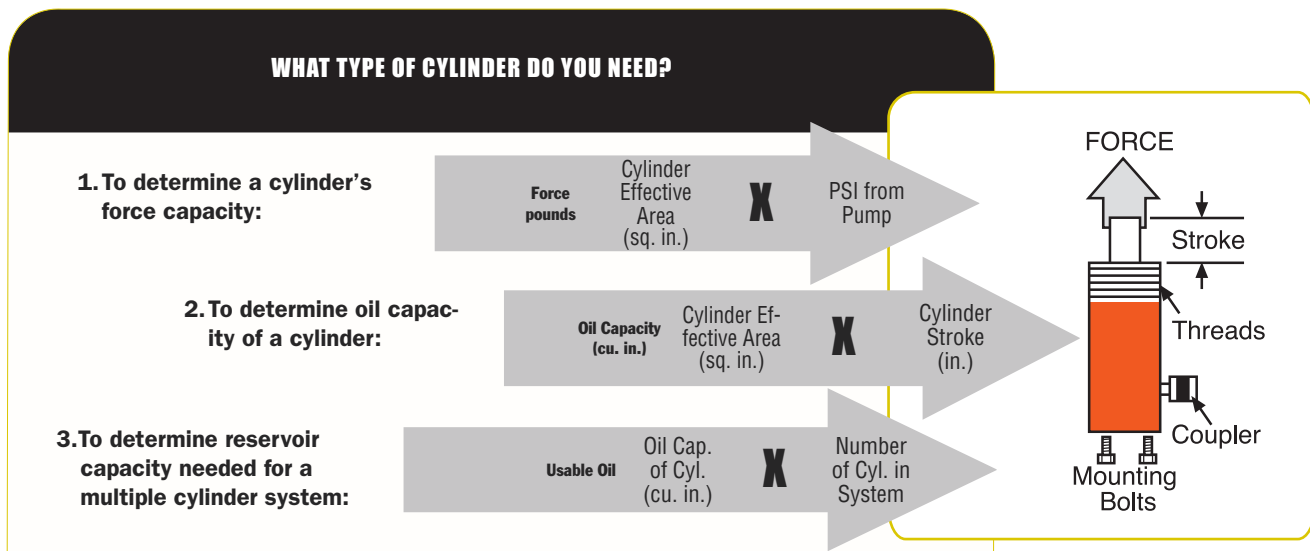 WHAT TYPE OF CYLINDER DO YOU NEED?
1. To determine a cylinder's
force capacity:
Force
pounds
Cylinder
Effective
Area
(sq. in.)
X
PSI from
Pump
2. To determine oil capac-
ity of a cylinder:
Oil Capacity
(cu. in.)
Cylinder Ef-
fective Area
(sq. in.)
X
Cylinder
Stroke
(in.)
3. To determine reservoir
capacity needed for a
multiple cylinder system:
Usable Oil
Oil Cap.
of Cyl.
(cu. in.)
X
Number
of Cyl. in
System
FORCE
Stroke
Threads
Coupler
Mounting
Bolts